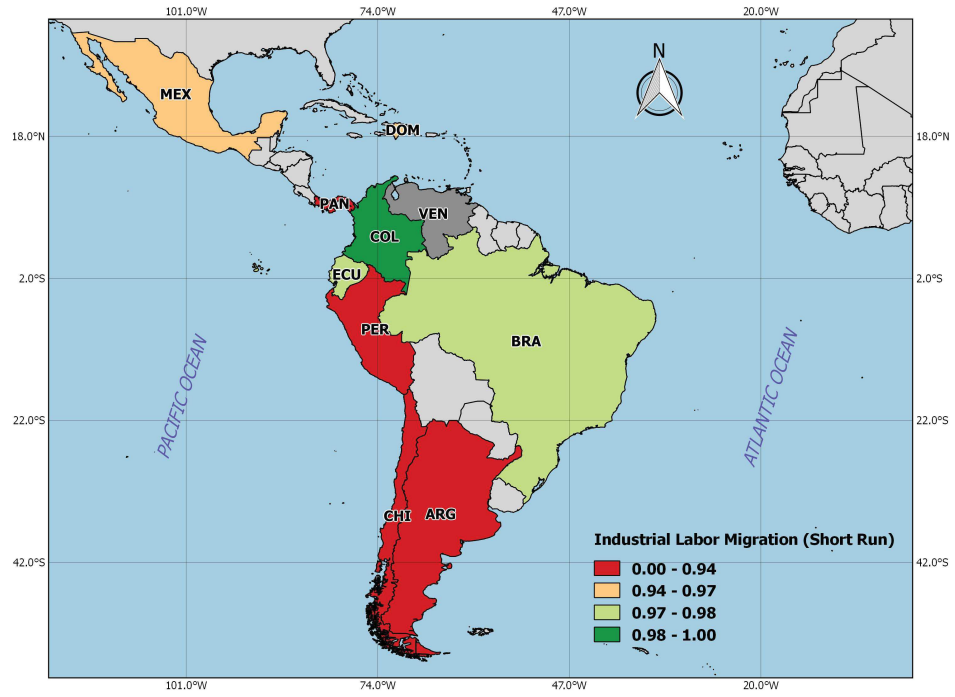 101.0°W 74.0°W 47.0°W 20.0°W
N
MEX
DOM
18.0°N 18.0°N
PAN
VEN
COL
ECU
2.0°S 2.0°S
PER
BRA
PACIFIC OCEAN
ATLANTIC OCEAN
22.0°S 22.0°S
CHI
ARG
Industrial Labor Migration (Short Run)
42.0°S 42.0°S
0.00 - 0.94
0.94 - 0.97
0.97 - 0.98
0.98 - 1.00
101.0°W 74.0°W 47.0°W 20.0°W